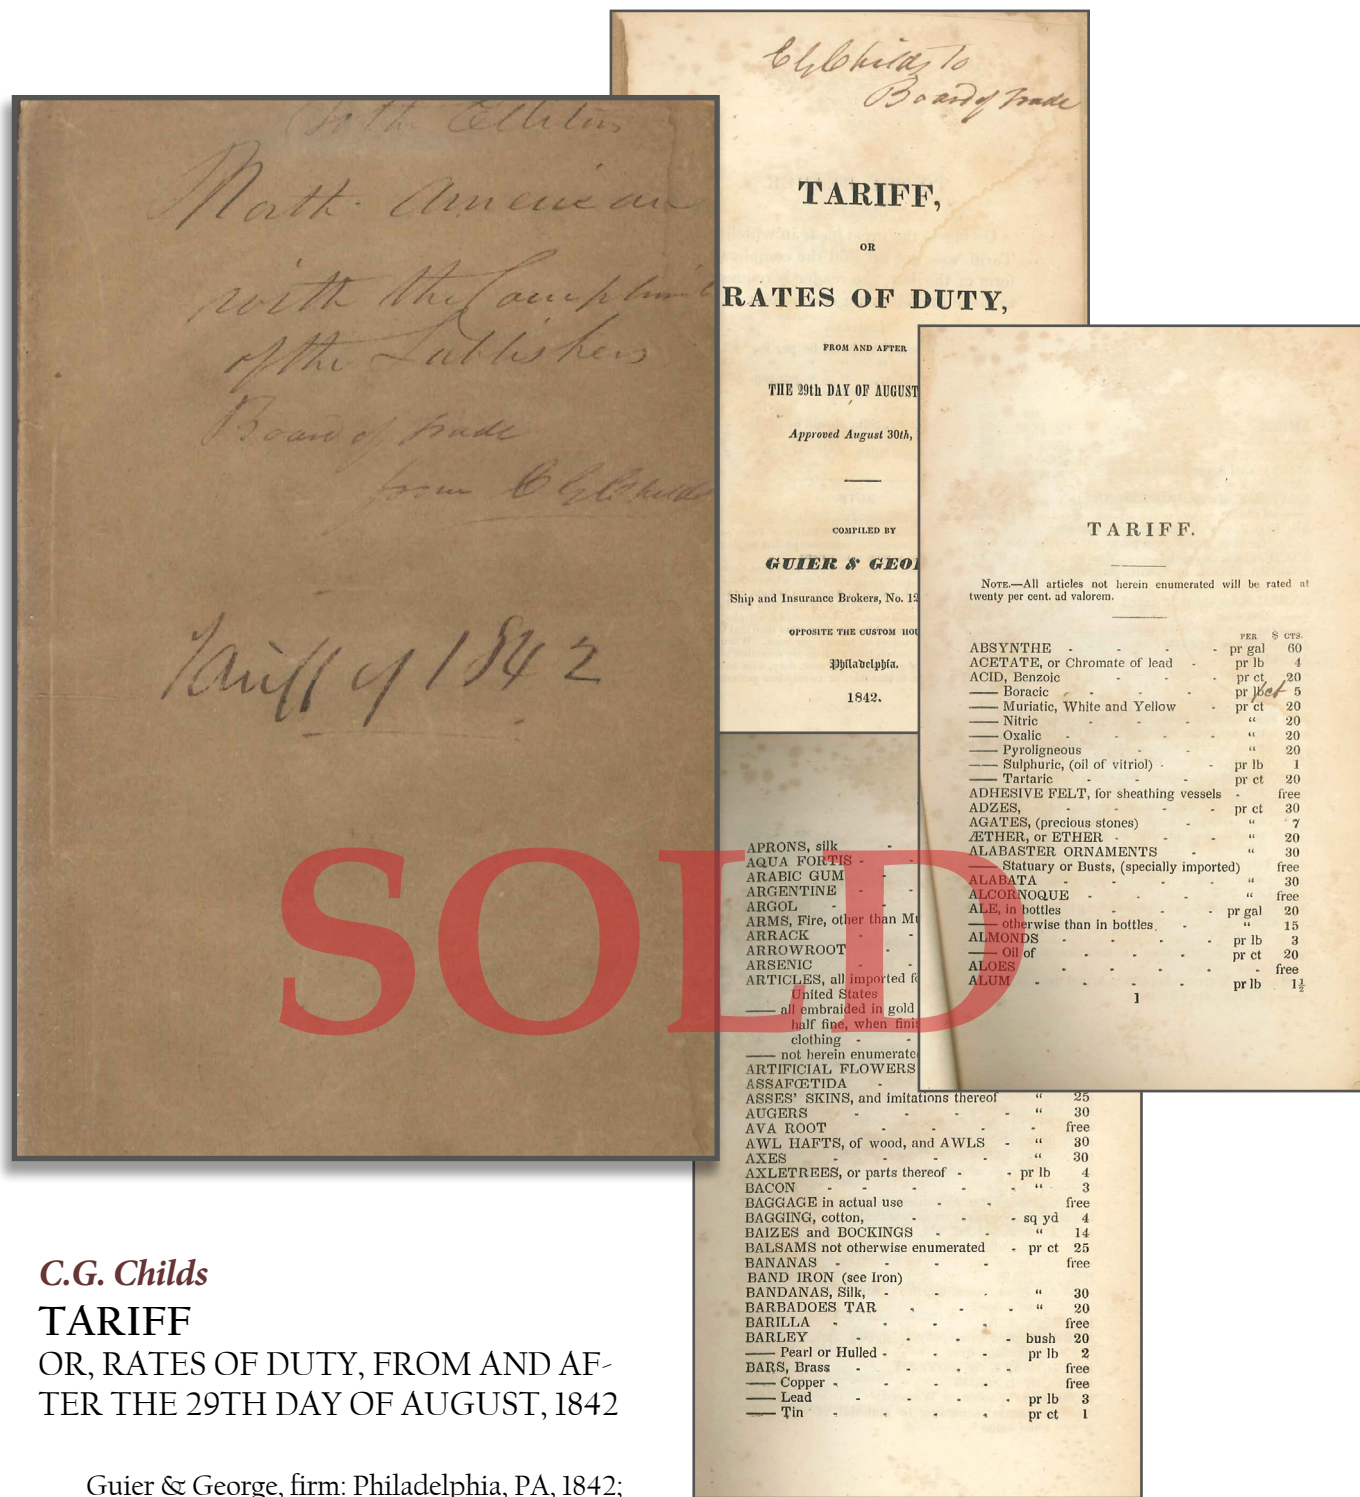 To the Editors
North American
with the Compliments
of the Publishers
Board of Trade
from C G Childs
Tariff of 1842
CG Childs to
Board of Trade
TARIFF,
OR
RATES OF DUTY,
FROM AND AFTER
THE 29th DAY OF AUGUST
Approved August 30th,
COMPILED BY
GUIER & GEO
Ship and Insurance Brokers, No. 12
OPPOSITE THE CUSTOM HOU
Philadelphia.
1842.
TARIFF.
NOTE.—All articles not herein enumerated will be rated at
twenty per cent. ad valorem.
PER $ CTS.
ABSYNTHE - - - - pr gal 60
ACETATE, or Chromate of lead - pr lb 4
ACID, Benzoic - - - pr ct 20
—— Boracic - - - - pr lb ct 5
—— Muriatic, White and Yellow - pr ct 20
—— Nitric - - - “ 20
—— Oxalic - - - - “ 20
—— Pyroligneous - - - “ 20
—— Sulphuric, (oil of vitriol) - - pr lb 1
—— Tartaric - - - pr ct 20
ADHESIVE FELT, for sheathing vessels - free
ADZES, - - - - pr ct 30
AGATES, (precious stones) - - “ 7
ÆTHER, or ETHER - - - “ 20
ALABASTER ORNAMENTS - “ 30
—— Statuary or Busts, (specially imported) free
ALABATA - - - - “ 30
ALCORNOQUE - - - “ free
ALE, in bottles - - - - pr gal 20
—— otherwise than in bottles - “ 15
ALMONDS - - - - pr lb 3
—— Oil of - - - - pr ct 20
ALOES - - - - - free
ALUM - - - - pr lb 1½
1
APRONS, silk -
AQUA FORTIS - -
ARABIC GUM -
ARGENTINE - -
ARGOL - -
ARMS, Fire, other than Mu
ARRACK - -
ARROWROOT - -
ARSENIC - -
ARTICLES, all imported fo
United States
—— all embraided in gold
half fine, when finis
clothing - -
—— not herein enumerate
ARTIFICIAL FLOWERS
ASSAFŒTIDA -
ASSES' SKINS, and imitations thereof “ 25
AUGERS - - - - “ 30
AVA ROOT - - - - free
AWL HAFTS, of wood, and AWLS - “ 30
AXES - - - - “ 30
AXLETREES, or parts thereof - - pr lb 4
BACON - - - - - “ 3
BAGGAGE in actual use - - free
BAGGING, cotton, - - - sq yd 4
BAIZES and BOCKINGS - - “ 14
BALSAMS not otherwise enumerated - pr ct 25
BANANAS - - - - free
BAND IRON (see Iron)
BANDANAS, Silk, - - - “ 30
BARBADOES TAR - - - “ 20
BARILLA - - - - free
BARLEY - - - - bush 20
—— Pearl or Hulled - - - pr lb 2
BARS, Brass - - - - free
—— Copper - - - - free
—— Lead - - - - pr lb 3
—— Tin - - - - pr ct 1
SOLD
C.G. Childs
TARIFF
OR, RATES OF DUTY, FROM AND AF-
TER THE 29TH DAY OF AUGUST, 1842
Guier & George, firm: Philadelphia, PA, 1842;